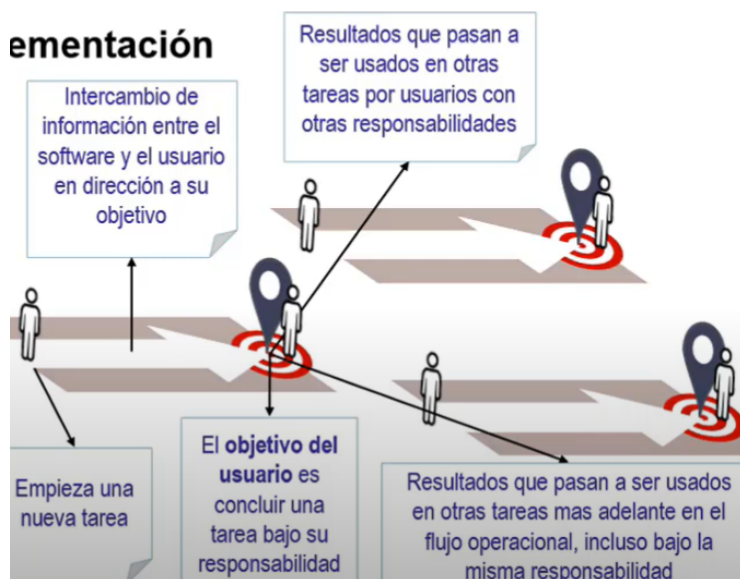 ementación
Resultados que pasan a
ser usados en otras
tareas por usuarios con
otras responsabilidades
Intercambio de
información entre el
software y el usuario
en dirección a su
objetivo
Empieza una
nueva tarea
El objetivo del
usuario es
concluir una
tarea bajo su
responsabilidad
Resultados que pasan a ser usados
en otras tareas mas adelante en el
flujo operacional, incluso bajo la
misma responsabilidad